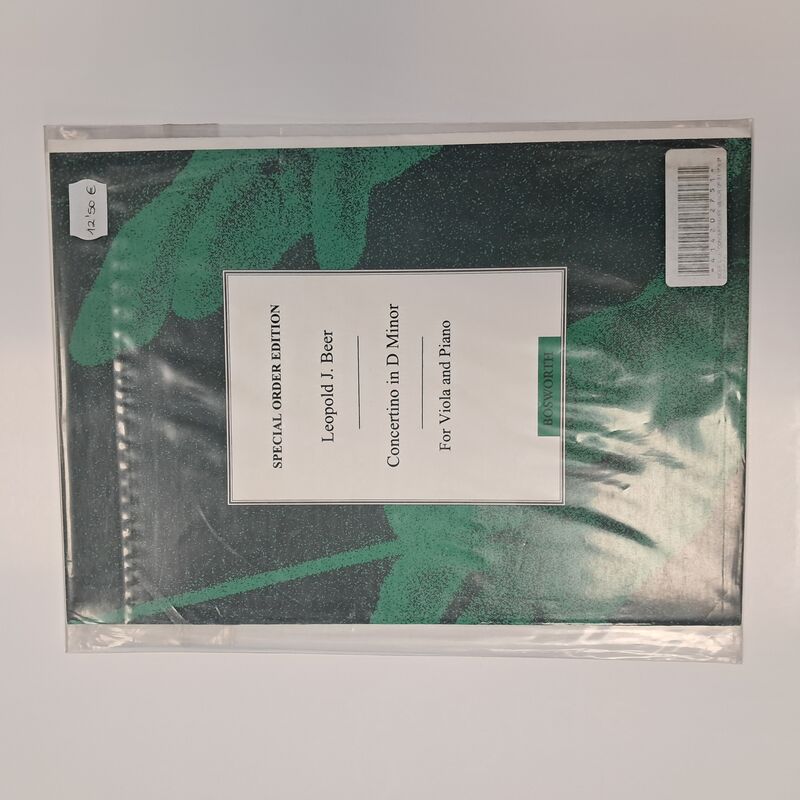 12'50 €
SPECIAL ORDER EDITION
Leopold J. Beer
Concertino in D Minor
For Viola and Piano
BOSWORTH